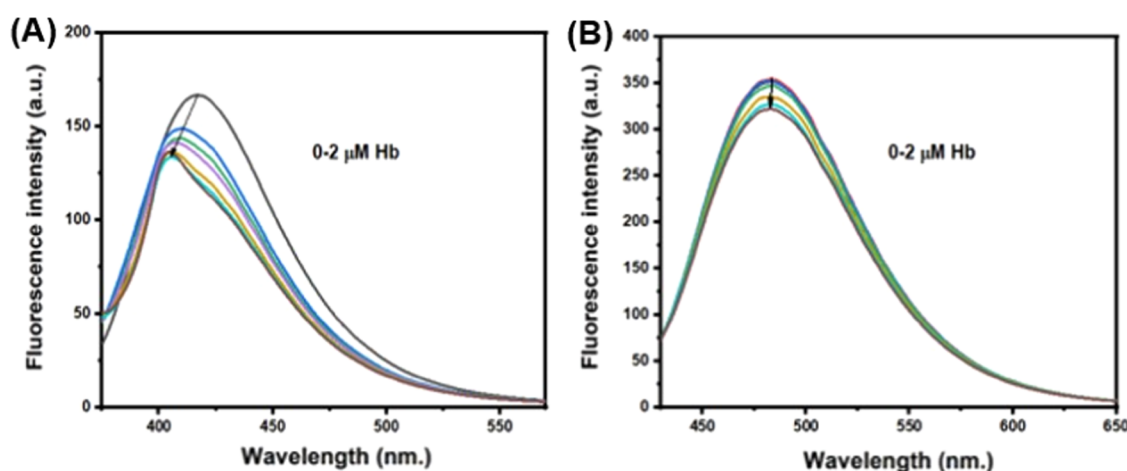 (A)
200
150
100
50
0
Fluorescence intensity (a.u.)
0-2 μM Hb
400
450
500
550
Wavelength (nm.)
(B)
400
350
300
250
200
150
100
50
0
Fluorescence intensity (a.u.)
0-2 μM Hb
450
500
550
600
650
Wavelength (nm.)